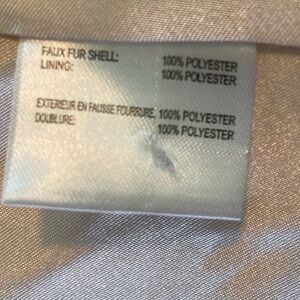 FAUX FUR SHELL: 100% POLYESTER
LINING: 100% POLYESTER
EXTERIEUR EN FAUSSE FOURRURE: 100% POLYESTER
DOUBLURE: 100% POLYESTER